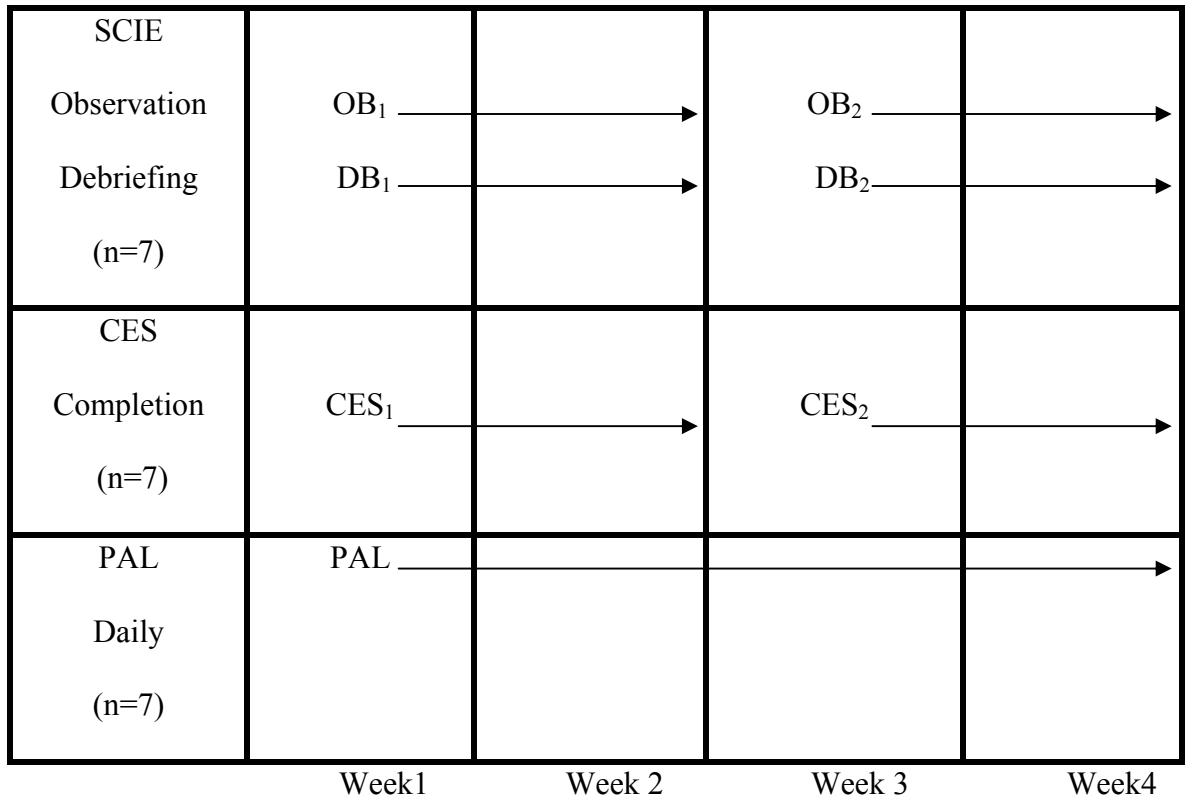 SCIE
Observation OB₁ OB₂
Debriefing DB₁ DB₂
(n=7)
CES
Completion CES₁ CES₂
(n=7)
PAL PAL
Daily
(n=7)
Week1 Week 2 Week 3 Week4